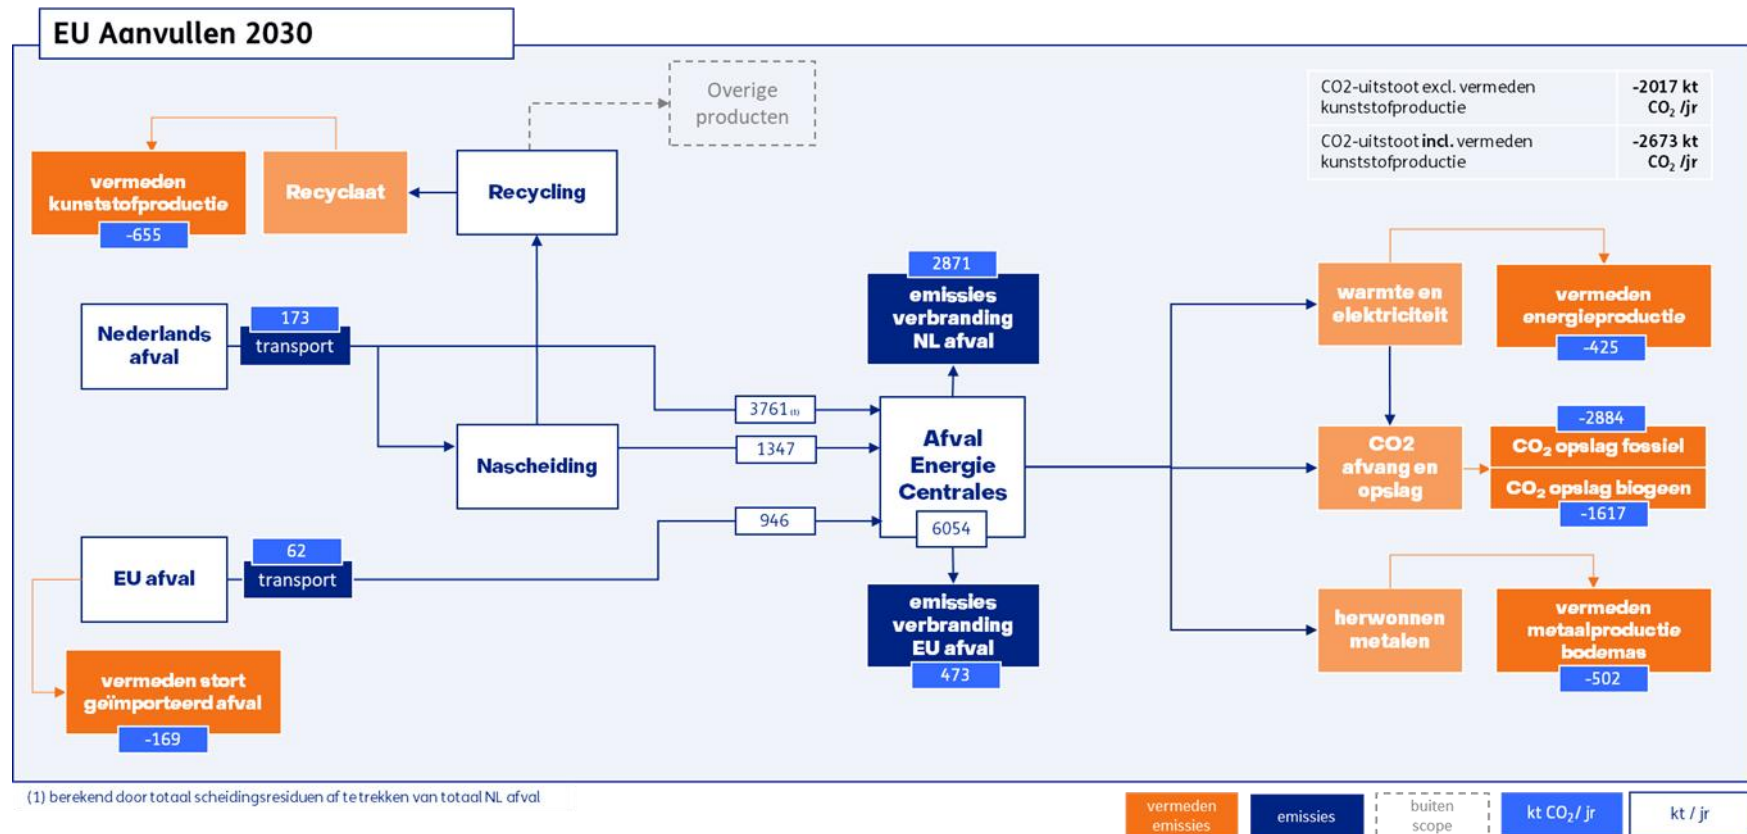 EU Aanvullen 2030
Overige
producten
CO2-uitstoot excl. vermeden
kunststofproductie
-2017 kt
CO₂ /jr
CO2-uitstoot incl. vermeden
kunststofproductie
-2673 kt
CO₂ /jr
vermeden
kunststofproductie
-655
Recyclaat
Recycling
2871
emissies
verbranding
NL afval
warmte en
elektriciteit
vermeden
energieproductie
-425
Nederlands
afval
173
transport
3761 (1)
1347
946
Nascheiding
Afval
Energie
Centrales
6054
CO2
afvang en
opslag
-2884
CO₂ opslag fossiel
CO₂ opslag biogeen
-1617
EU afval
62
transport
emissies
verbranding
EU afval
473
herwonnen
metalen
vermeden
metaalproductie
bodemas
-502
vermeden stort
geïmporteerd afval
-169
(1) berekend door totaal scheidingsresiduen af te trekken van totaal NL afval
vermeden
emissies
emissies
buiten
scope
kt CO₂/ jr
kt / jr